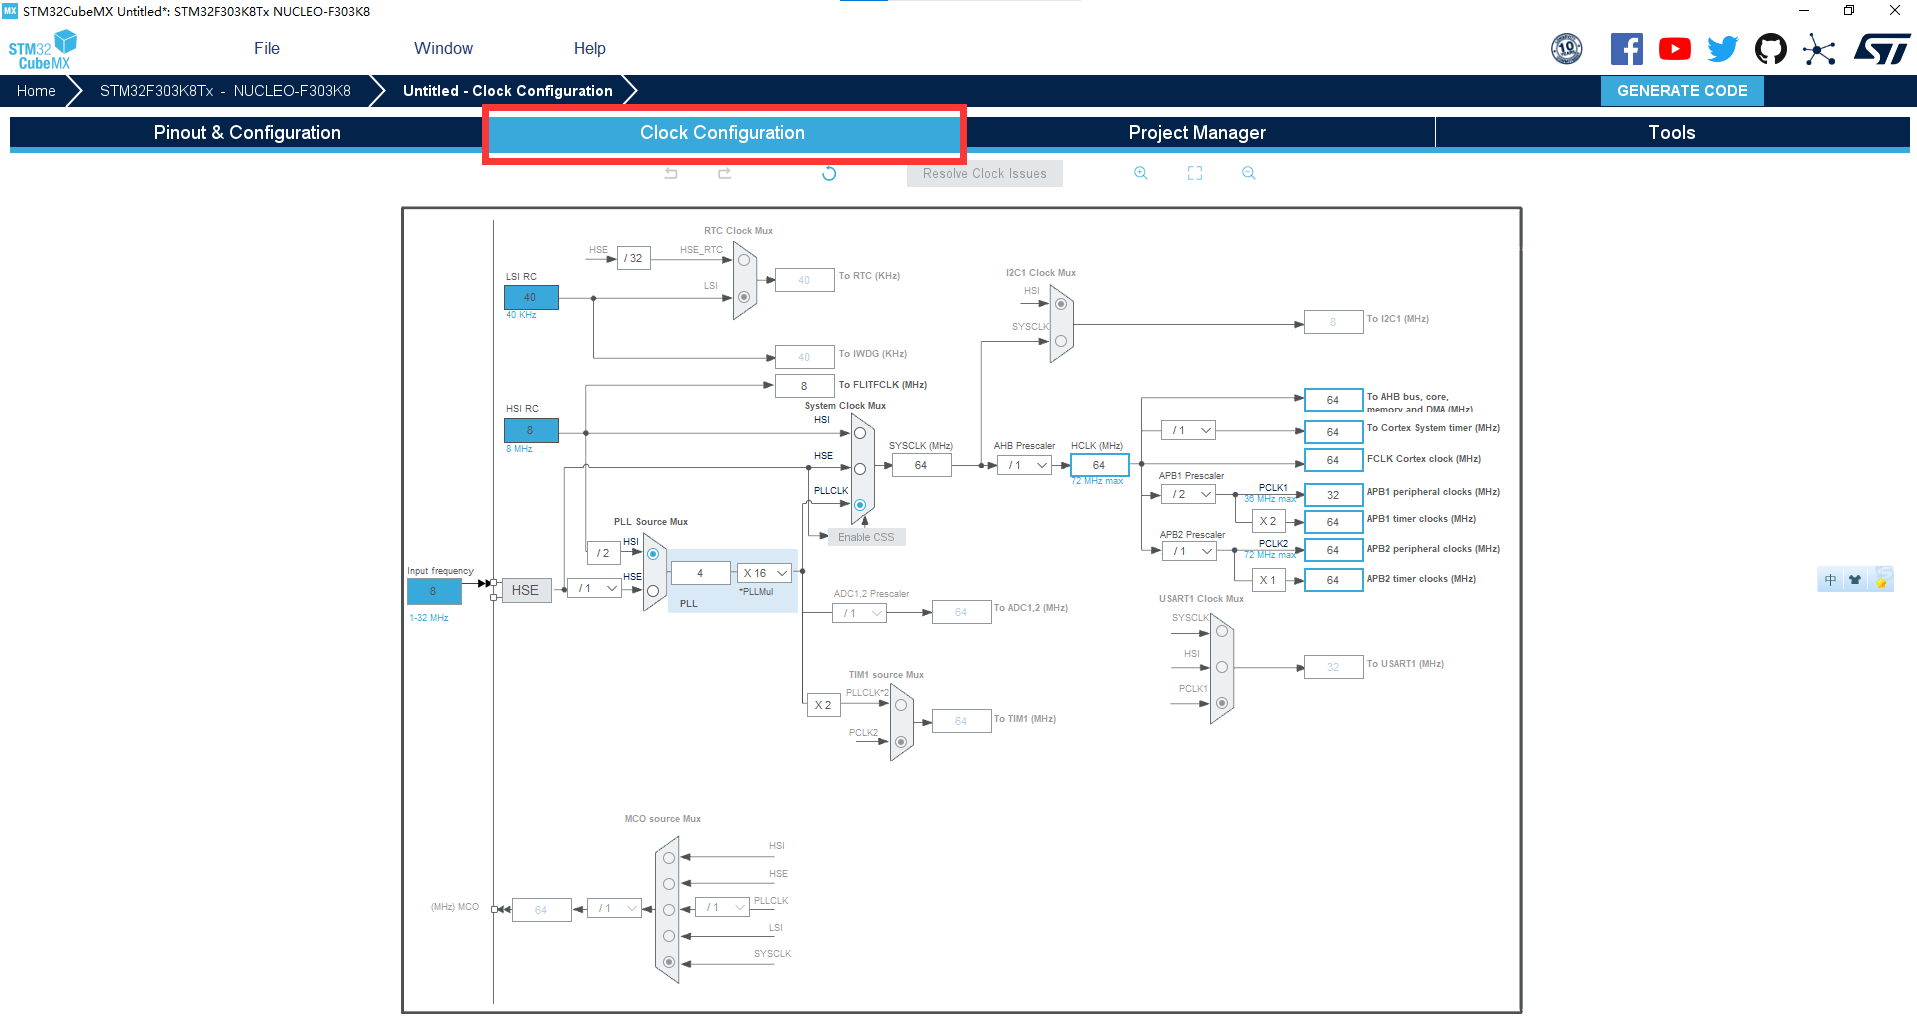 MX STM32CubeMX Untitled*: STM32F303K8Tx NUCLEO-F303K8
STM32
CubeMX
File Window Help
10
YEARS
ST
Home STM32F303K8Tx - NUCLEO-F303K8 Untitled - Clock Configuration GENERATE CODE
Pinout & Configuration Clock Configuration Project Manager Tools
Resolve Clock Issues
RTC Clock Mux
HSE / 32 HSE_RTC
LSI RC
40
40 KHz
LSI
40 To RTC (KHz)
40 To IWDG (KHz)
8 To FLITFCLK (MHz)
I2C1 Clock Mux
HSI
SYSCLK
8 To I2C1 (MHz)
HSI RC
8
8 MHz
System Clock Mux
HSI
HSE
PLLCLK
Enable CSS
SYSCLK (MHz)
64
AHB Prescaler
/ 1
HCLK (MHz)
64
72 MHz max
64 To AHB bus, core,
memory and DMA (MHz)
/ 1 64 To Cortex System timer (MHz)
64 FCLK Cortex clock (MHz)
APB1 Prescaler
/ 2
PCLK1
36 MHz max
32 APB1 peripheral clocks (MHz)
X 2 64 APB1 timer clocks (MHz)
APB2 Prescaler
/ 1
PCLK2
72 MHz max
64 APB2 peripheral clocks (MHz)
X 1 64 APB2 timer clocks (MHz)
PLL Source Mux
/ 2 HSI
Input frequency
8
1-32 MHz
HSE
/ 1 HSE
4 X 16
*PLLMul
PLL
ADC1,2 Prescaler
/ 1 64 To ADC1,2 (MHz)
USART1 Clock Mux
SYSCLK
HSI
PCLK1
32 To USART1 (MHz)
TIM1 source Mux
X 2 PLLCLK*2
PCLK2
64 To TIM1 (MHz)
中
MCO source Mux
HSI
HSE
(MHz) MCO 64 / 1 / 1 PLLCLK
LSI
SYSCLK